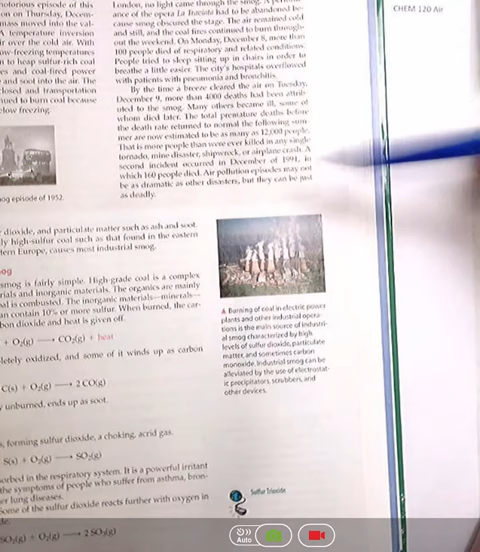 notorious episode of this
on on Thursday, Decem-
mass moved into the val-
A temperature inversion
ir over the cold air. With
ow-freezing temperatures
n to heap sulfur-rich coal
es and coal-fired power
and soot into the air. The
losed and transportation
nued to burn coal because
elow freezing.
London, no light came through the smog. A perform-
ance of the opera La Traviata had to be abandoned be-
cause smog obscured the stage. The air remained cold
and still, and the coal fires continued to burn through-
out the weekend. On Monday, December 8, more than
100 people died of respiratory and related conditions.
People tried to sleep sitting up in chairs in order to
breathe a little easier. The city's hospitals overflowed
with patients with pneumonia and bronchitis.
By the time a breeze cleared the air on Tuesday,
December 9, more than 4000 deaths had been attrib-
uted to the smog. Many others became ill, some of
whom died later. The total premature deaths before
the death rate returned to normal the following sum-
mer are now estimated to be as many as 12,000 people.
That is more people than were ever killed in any single
tornado, mine disaster, shipwreck, or airplane crash. A
second incident occurred in December of 1991, in
which 160 people died. Air pollution episodes may not
be as dramatic as other disasters, but they can be just
as deadly.
CHEM 120 Air
og episode of 1952.
dioxide, and particulate matter such as ash and soot.
ly high-sulfur coal such as that found in the eastern
tern Europe, causes most industrial smog.
og
smog is fairly simple. High-grade coal is a complex
rials and inorganic materials. The organics are mainly
al is combusted. The inorganic materials—minerals—
an contain 10% or more sulfur. When burned, the car-
bon dioxide and heat is given off.
+ O₂(g) ⟶ CO₂(g) + heat
letely oxidized, and some of it winds up as carbon
C(s) + O₂(g) ⟶ 2 CO(g)
y unburned, ends up as soot.
s, forming sulfur dioxide, a choking, acrid gas.
S(s) + O₂(g) ⟶ SO₂(g)
sorbed in the respiratory system. It is a powerful irritant
the symptoms of people who suffer from asthma, bron-
er lung diseases.
Some of the sulfur dioxide reacts further with oxygen in
de.
SO₂(g) + O₂(g) ⟶ 2 SO₃(g)
▲ Burning of coal in electric power
plants and other industrial opera-
tions is the main source of industri-
al smog characterized by high
levels of sulfur dioxide, particulate
matter, and sometimes carbon
monoxide. Industrial smog can be
alleviated by the use of electrostat-
ic precipitators, scrubbers, and
other devices.
Sulfur Trioxide
Auto